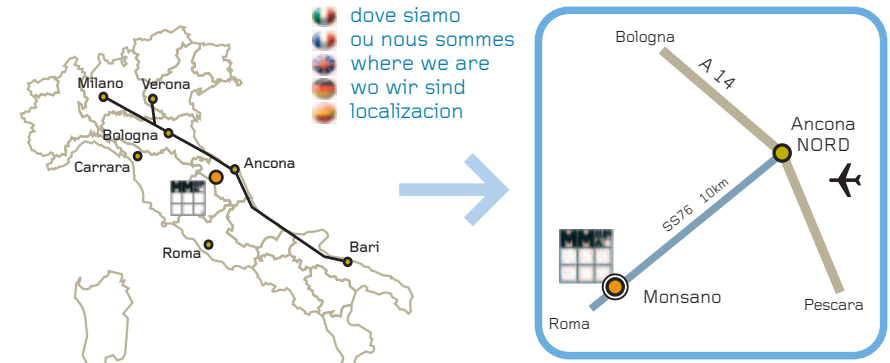 dove siamo
ou nous sommes
where we are
wo wir sind
localizacion
Milano
Verona
Bologna
Carrara
Ancona
Roma
Bari
Bologna
A 14
Ancona
NORD
SS76 10km
Monsano
Roma
Pescara